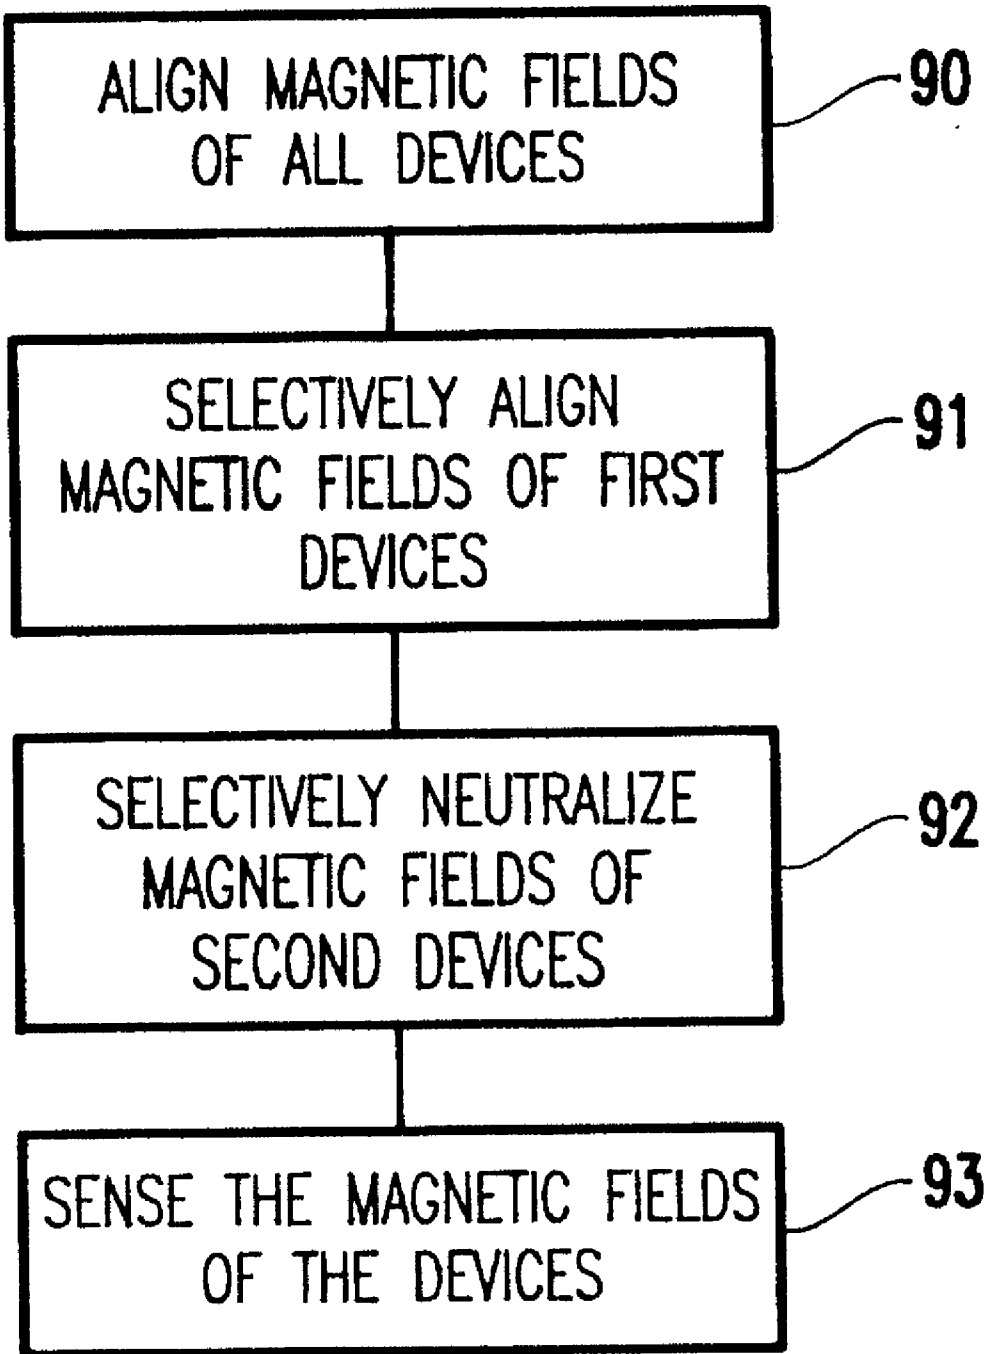 ALIGN MAGNETIC FIELDS
OF ALL DEVICES
90
SELECTIVELY ALIGN
MAGNETIC FIELDS OF FIRST
DEVICES
91
SELECTIVELY NEUTRALIZE
MAGNETIC FIELDS OF
SECOND DEVICES
92
SENSE THE MAGNETIC FIELDS
OF THE DEVICES
93